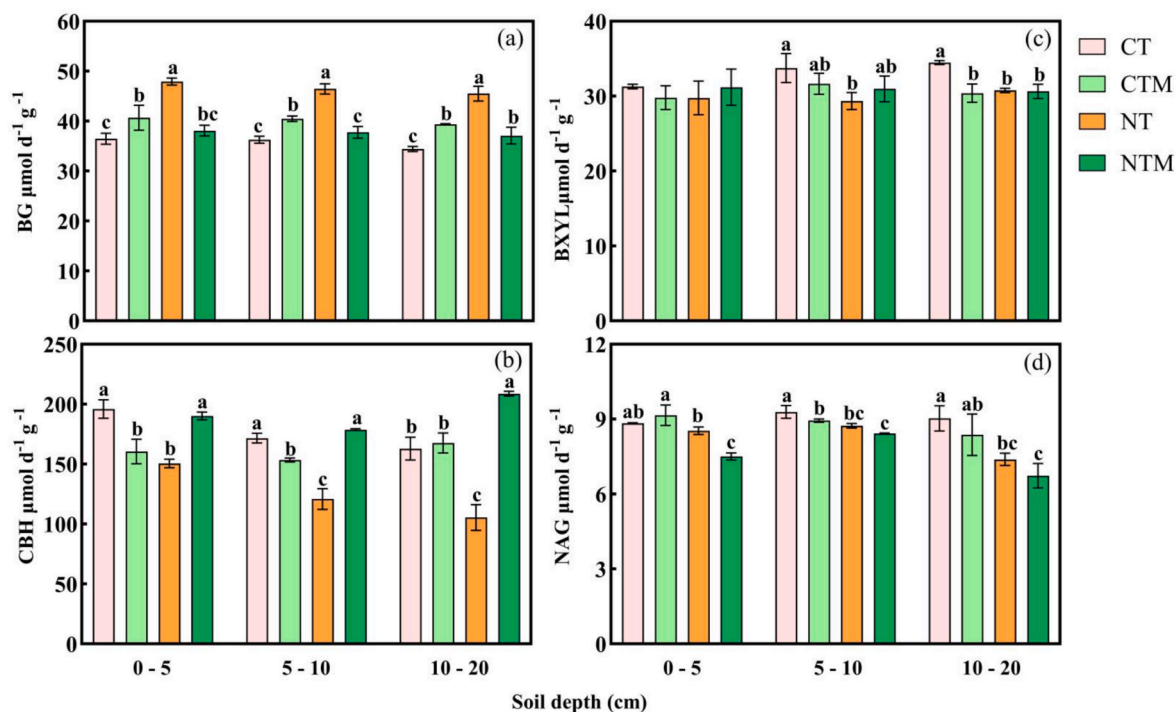 (a)
BG µmol d⁻¹ g⁻¹
60
50
40
30
20
10
0
c b a bc
c b a c
c b a c
(c)
BXYLµmol d⁻¹ g⁻¹
40
30
20
10
0
a ab b ab
a b b b
CT
CTM
NT
NTM
(b)
CBH µmol d⁻¹ g⁻¹
250
200
150
100
50
0
a b b a
a b c a
b b c a
0 - 5 5 - 10 10 - 20
(d)
NAG µmol d⁻¹ g⁻¹
12
9
6
3
0
ab a b c
a b bc c
a ab bc c
0 - 5 5 - 10 10 - 20
Soil depth (cm)